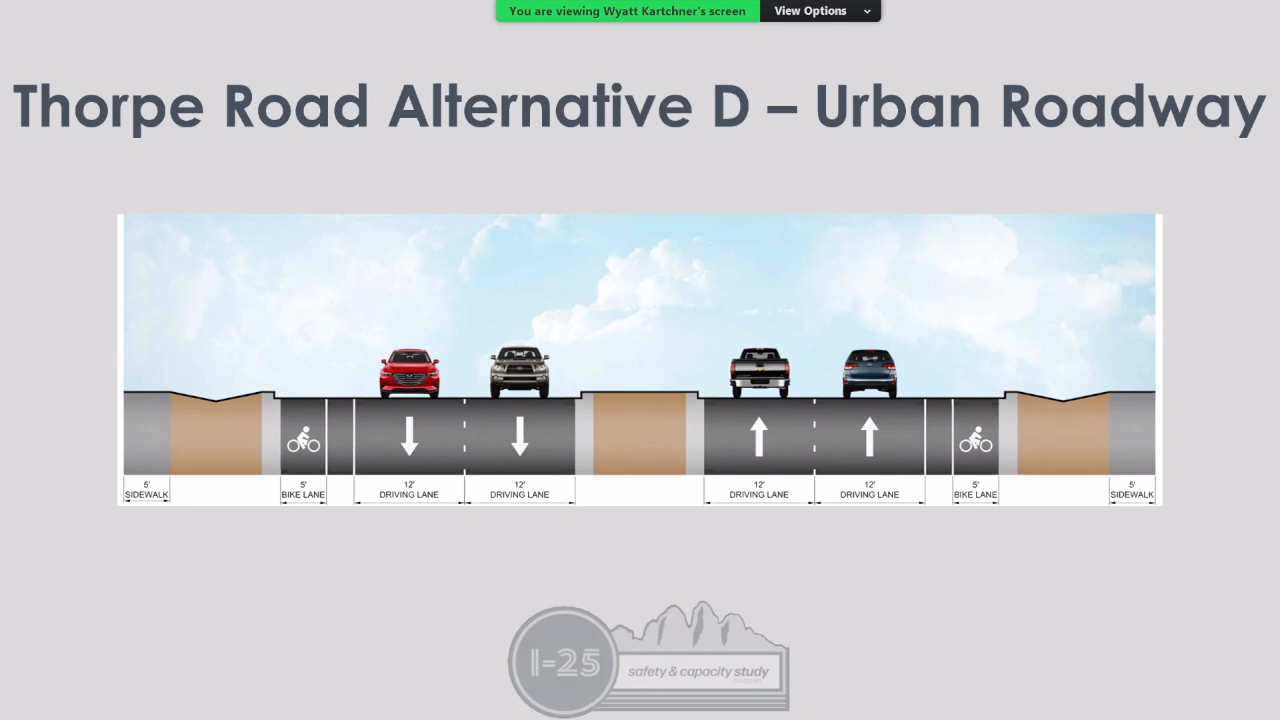 You are viewing Wyatt Kartchner's screen
View Options
Thorpe Road Alternative D – Urban Roadway
5'
SIDEWALK
5'
BIKE LANE
12'
DRIVING LANE
12'
DRIVING LANE
12'
DRIVING LANE
12'
DRIVING LANE
5'
BIKE LANE
5'
SIDEWALK
I-25
safety & capacity study